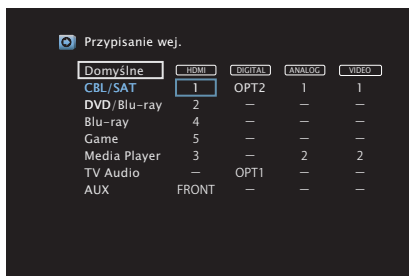 Przypisanie wej.
Domyślne HDMI DIGITAL ANALOG VIDEO
CBL/SAT 1 OPT2 1 1
DVD/Blu-ray 2 – – –
Blu-ray 4 – – –
Game 5 – – –
Media Player 3 – 2 2
TV Audio – OPT1 – –
AUX FRONT – – –